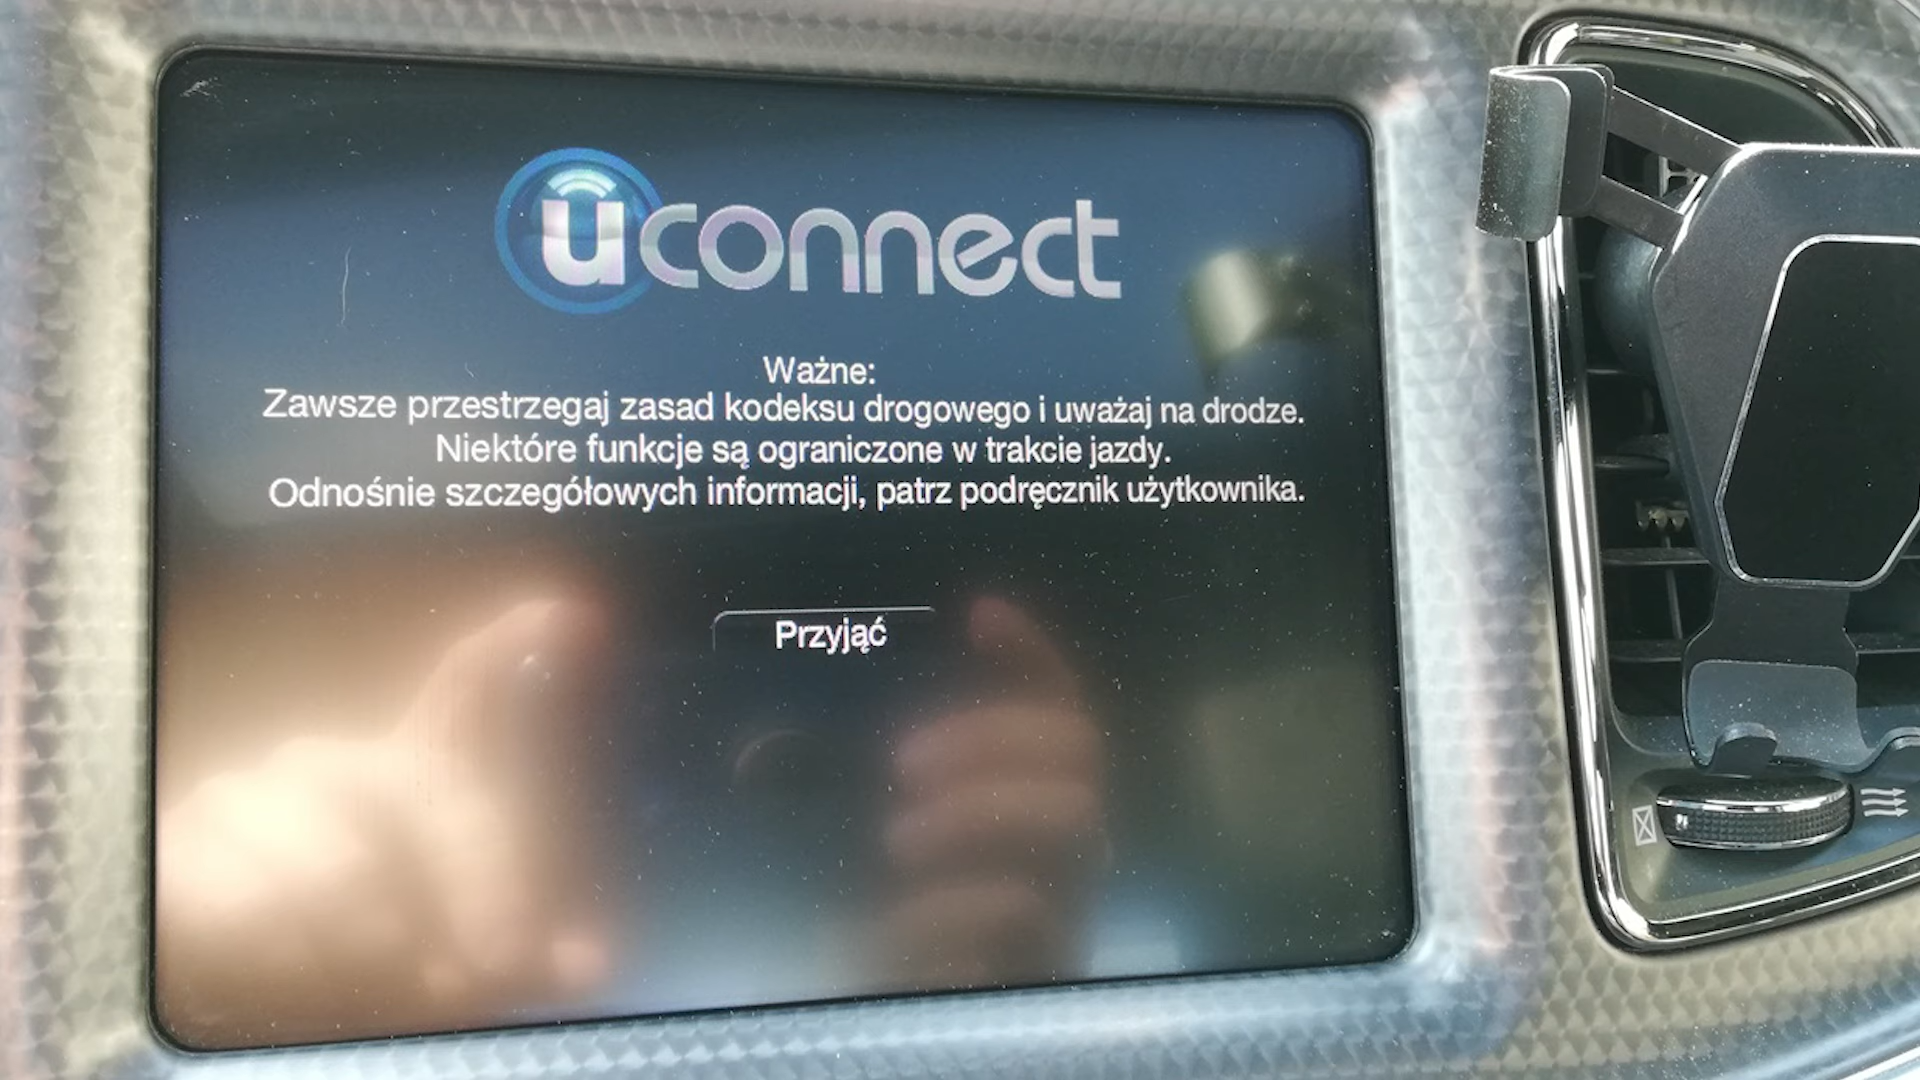 uconnect
Ważne:
Zawsze przestrzegaj zasad kodeksu drogowego i uważaj na drodze.
Niektóre funkcje są ograniczone w trakcie jazdy.
Odnośnie szczegółowych informacji, patrz podręcznik użytkownika.
Przyjąć